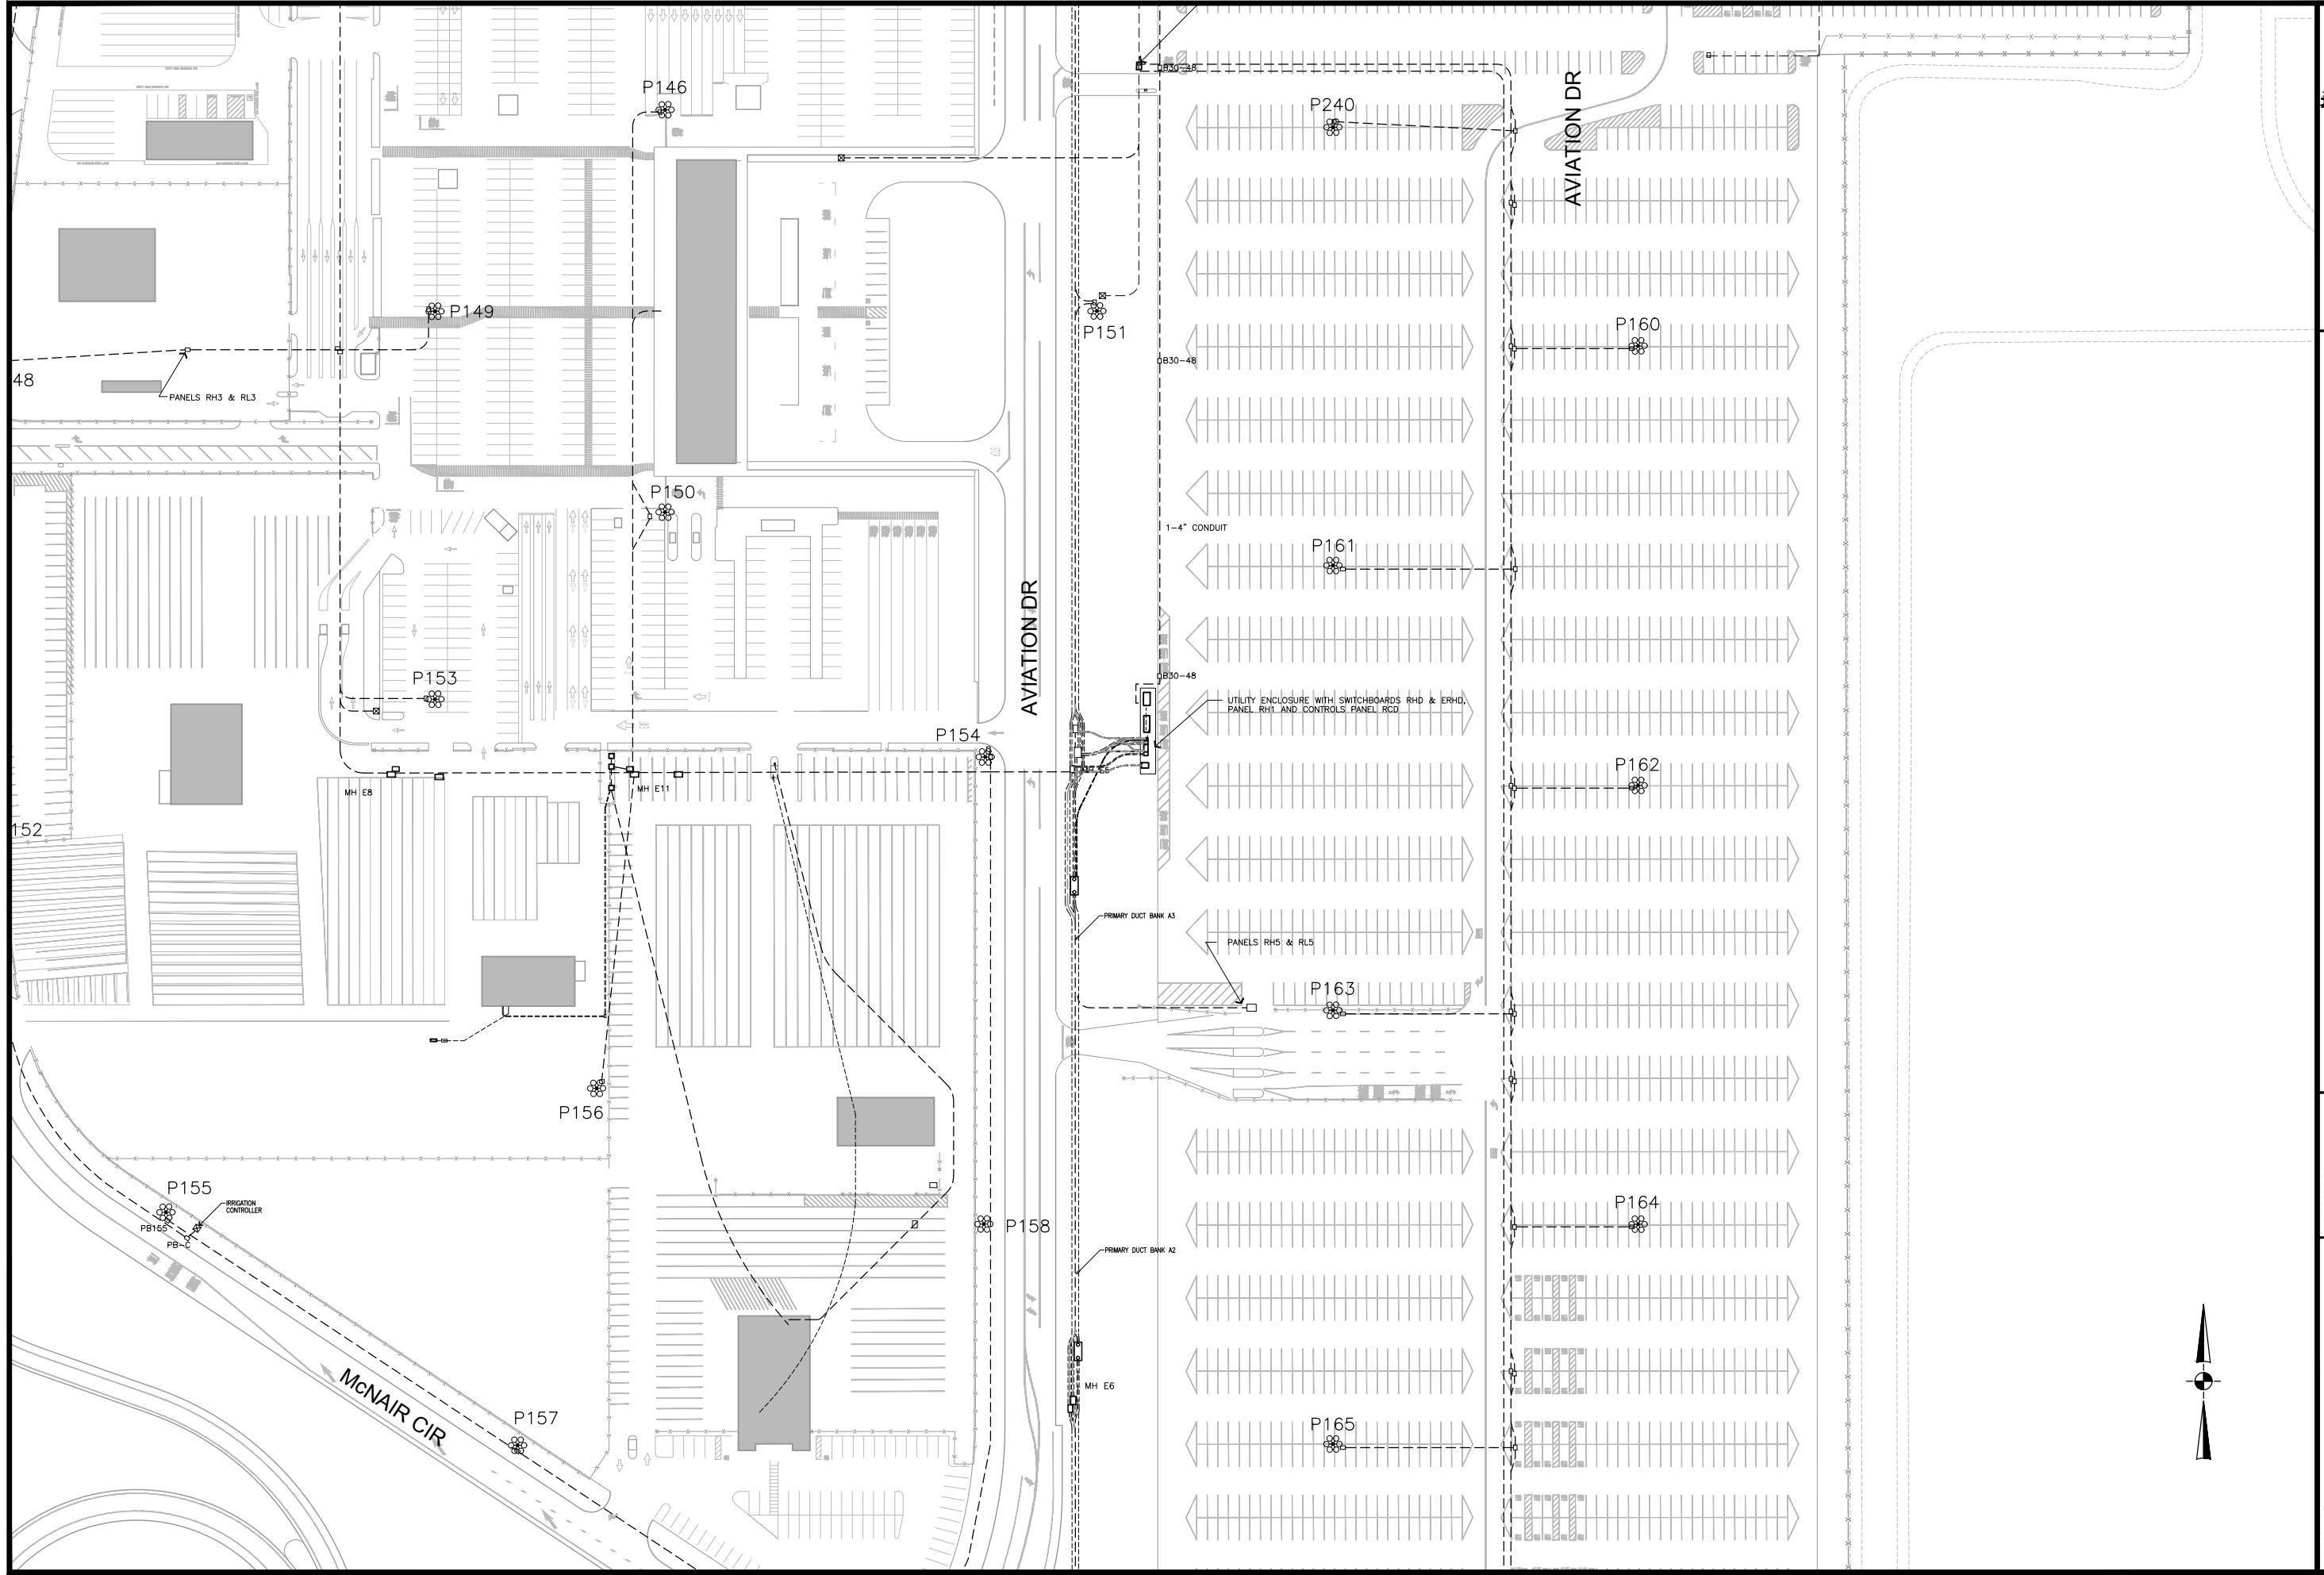 P146
B30-48
P240
AVIATION DR
P149
P151
P160
B30-48
48
PANELS RH3 & RL3
P150
1-4" CONDUIT
P161
AVIATION DR
P153
B30-48
UTILITY ENCLOSURE WITH SWITCHBOARDS RHD & ERHD,
PANEL RH1 AND CONTROLS PANEL RCD
P154
P162
MH E8
MH E11
152
PRIMARY DUCT BANK A3
PANELS RH5 & RL5
P163
P156
P155
IRRIGATION
CONTROLLER
PB155
PB-C
P158
P164
PRIMARY DUCT BANK A2
McNAIR CIR
MH E6
P157
P165